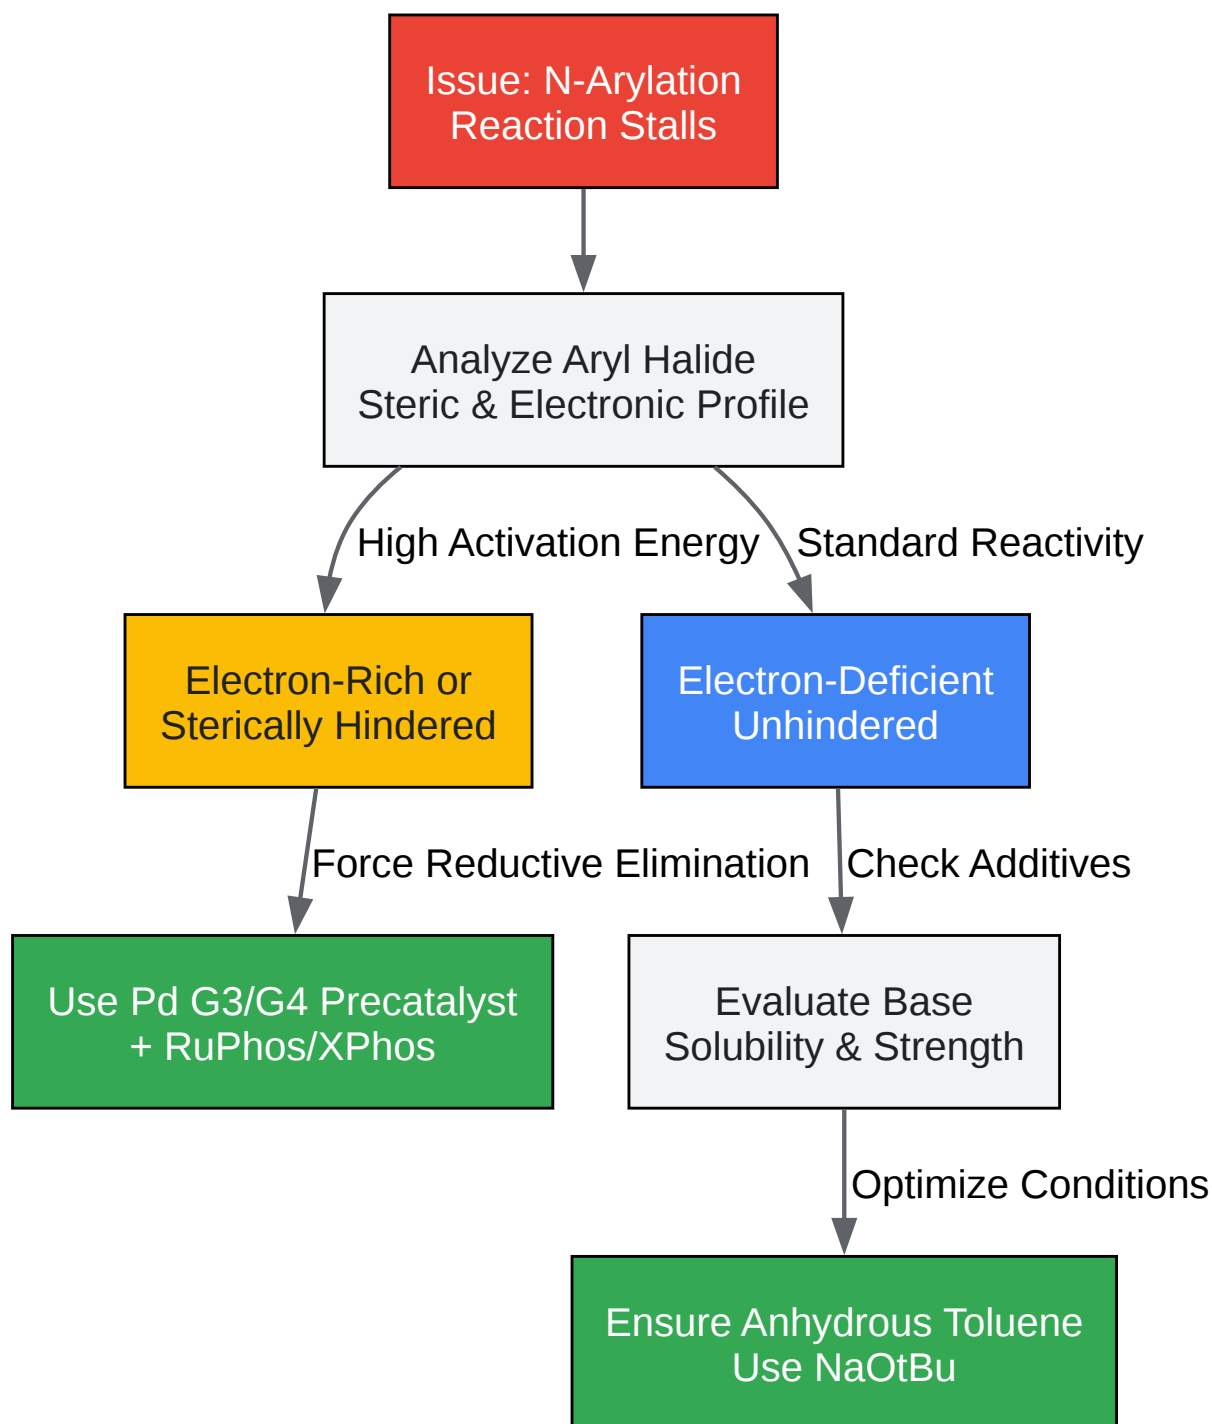 Issue: N-Arylation
Reaction Stalls
Analyze Aryl Halide
Steric & Electronic Profile
High Activation Energy
Standard Reactivity
Electron-Rich or
Sterically Hindered
Electron-Deficient
Unhindered
Force Reductive Elimination
Check Additives
Use Pd G3/G4 Precatalyst
+ RuPhos/XPhos
Evaluate Base
Solubility & Strength
Optimize Conditions
Ensure Anhydrous Toluene
Use NaOtBu